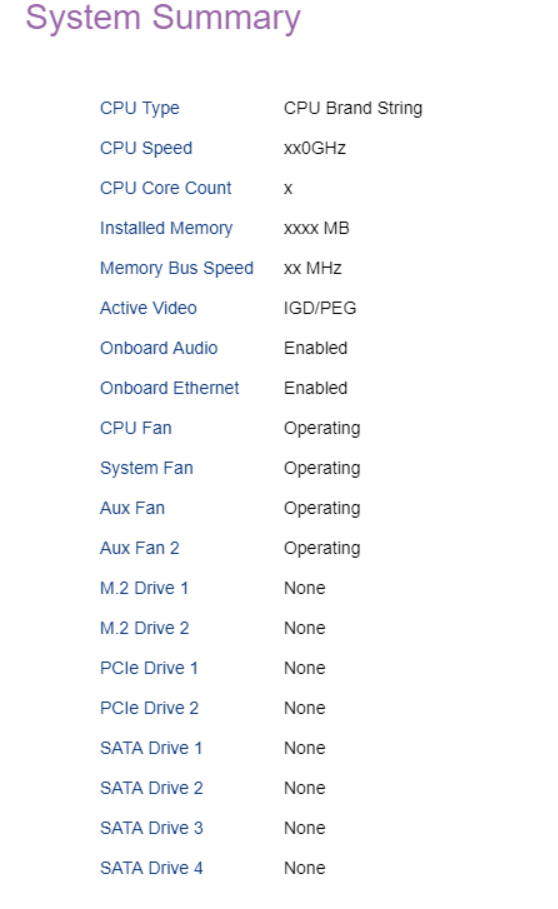 System Summary
CPU Type CPU Brand String
CPU Speed xx0GHz
CPU Core Count x
Installed Memory xxxx MB
Memory Bus Speed xx MHz
Active Video IGD/PEG
Onboard Audio Enabled
Onboard Ethernet Enabled
CPU Fan Operating
System Fan Operating
Aux Fan Operating
Aux Fan 2 Operating
M.2 Drive 1 None
M.2 Drive 2 None
PCIe Drive 1 None
PCIe Drive 2 None
SATA Drive 1 None
SATA Drive 2 None
SATA Drive 3 None
SATA Drive 4 None